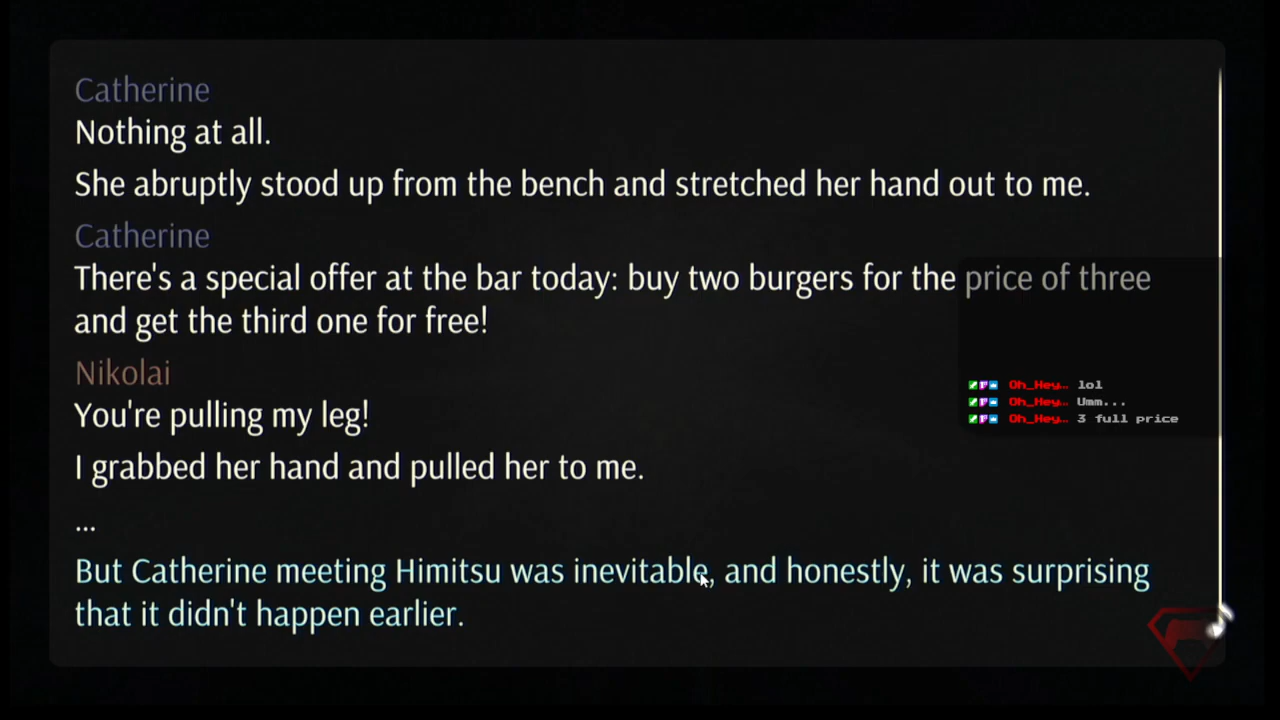 Catherine
Nothing at all.
She abruptly stood up from the bench and stretched her hand out to me.
Catherine
There's a special offer at the bar today: buy two burgers for the price of three
and get the third one for free!
Nikolai
You're pulling my leg!
I grabbed her hand and pulled her to me.
...
But Catherine meeting Himitsu was inevitable, and honestly, it was surprising
that it didn't happen earlier.
Oh_Hey… lol
Oh_Hey… Umm...
Oh_Hey… 3 full price